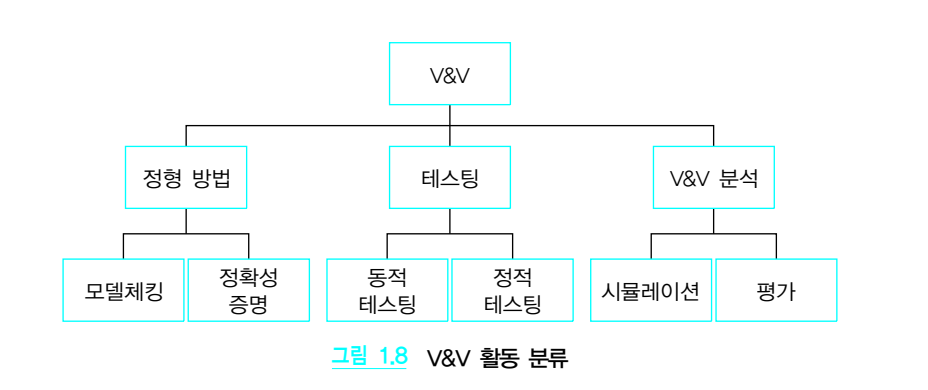 V&V
정형 방법
테스팅
V&V 분석
모델체킹
정확성
증명
동적
테스팅
정적
테스팅
시뮬레이션
평가
그림 1.8 V&V 활동 분류